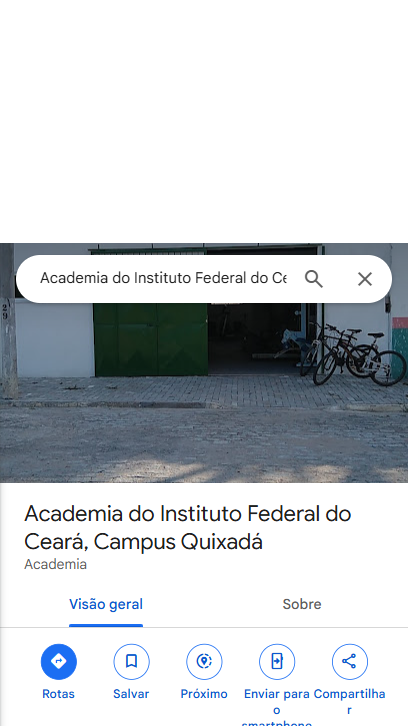 Academia do Instituto Federal do Ce
Academia do Instituto Federal do
Ceará, Campus Quixadá
Academia
Visão geral
Sobre
Rotas
Salvar
Próximo
Enviar para o smartphone
Compartilhar